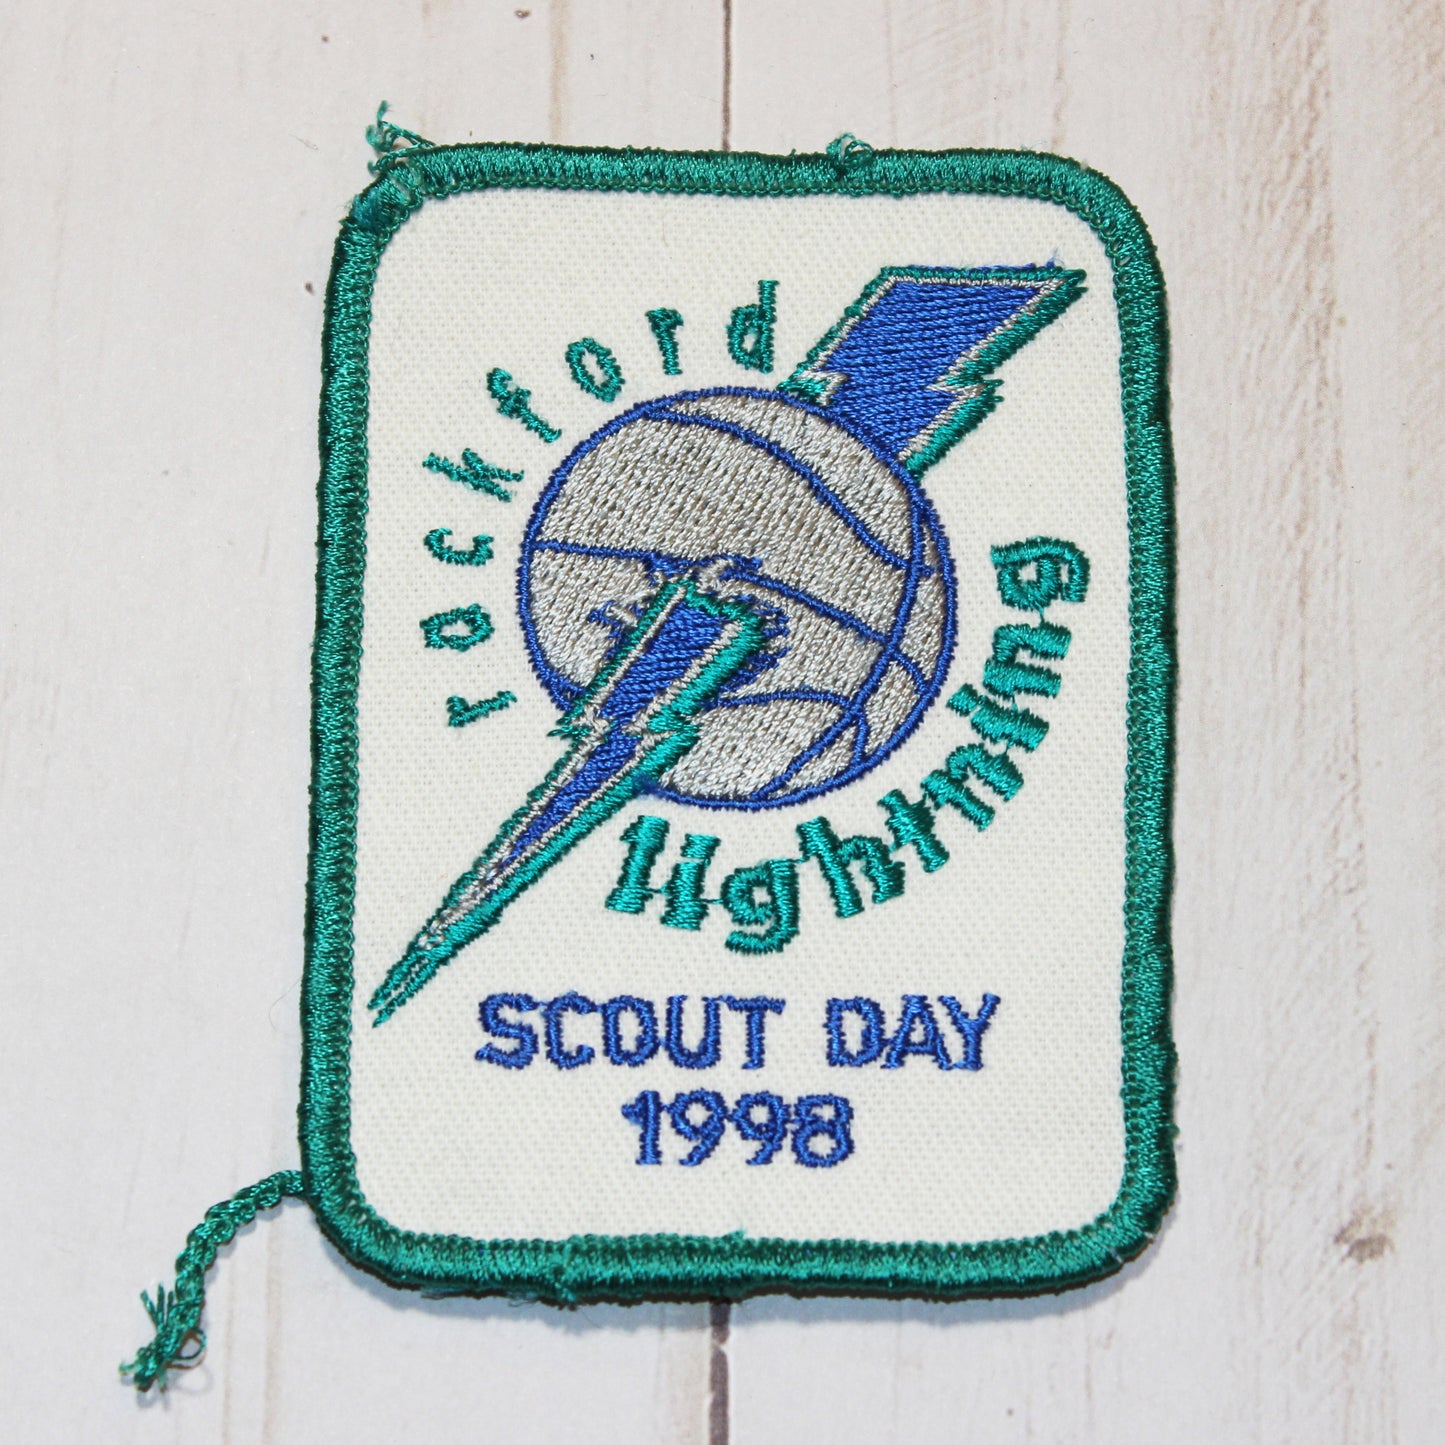 rockford
lightning
SCOUT DAY
1998